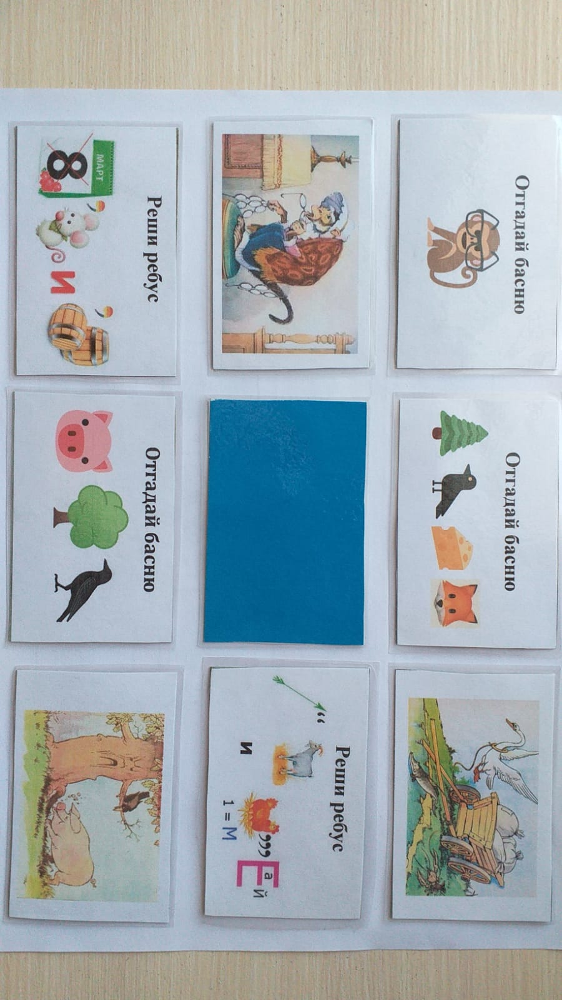 Отгадай басню
Отгадай басню
Реши ребус
“ ,,, а Й
и Е
1 = М
Реши ребус
МАРТ
8 , И ,
Отгадай басню